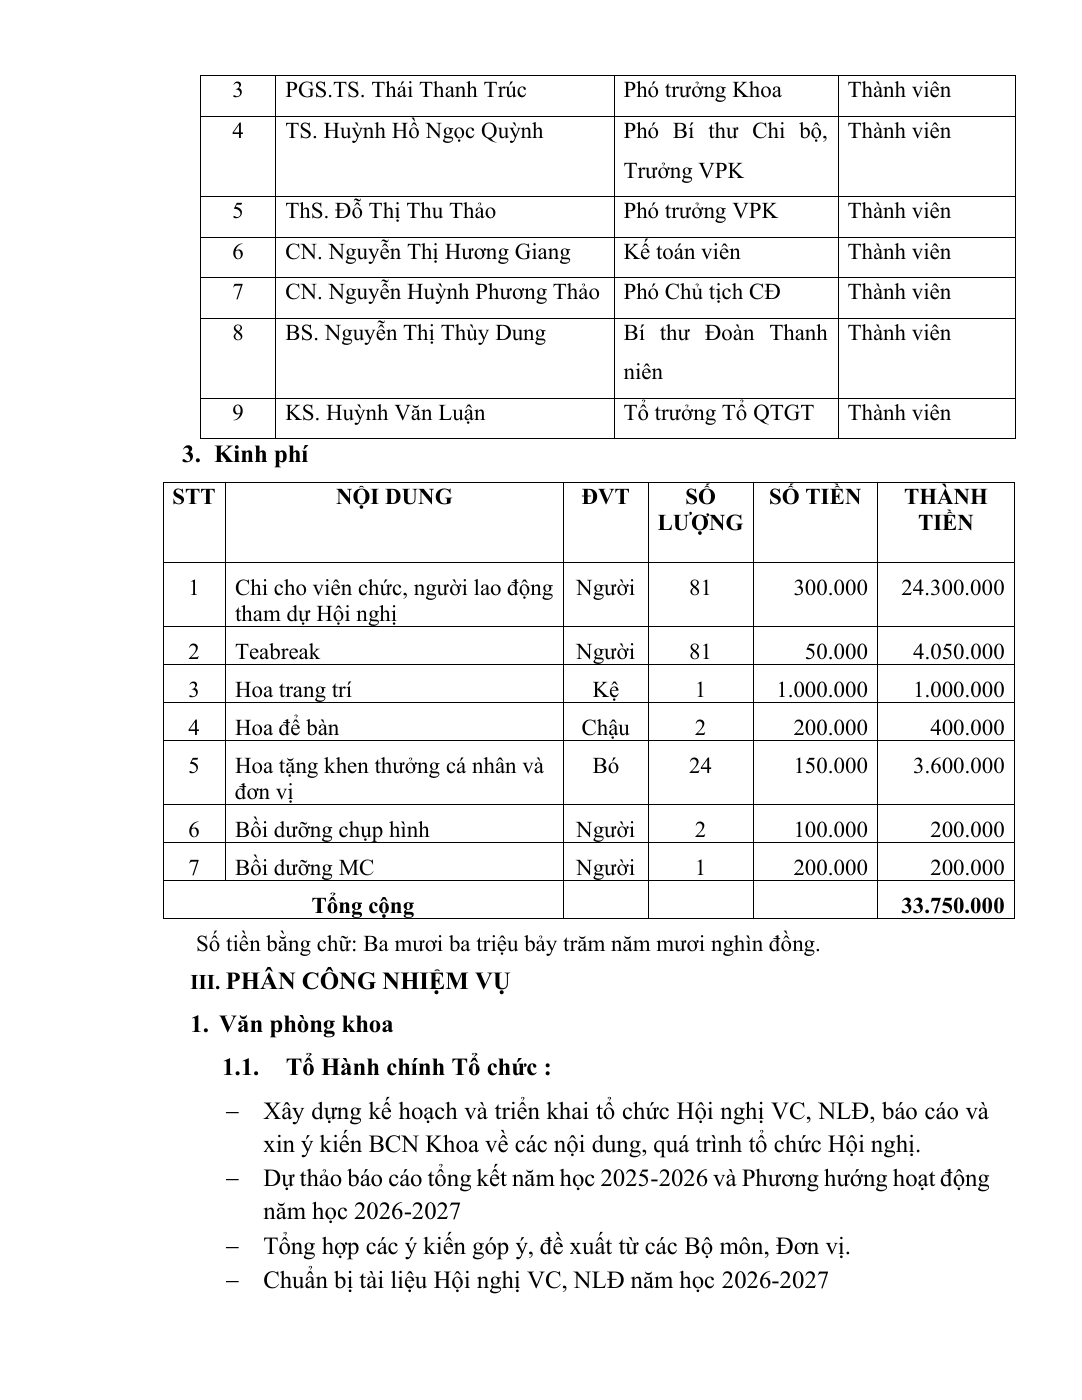 3 PGS.TS. Thái Thanh Trúc Phó trưởng Khoa Thành viên
4 TS. Huỳnh Hồ Ngọc Quỳnh Phó Bí thư Chi bộ, Thành viên
Trưởng VPK
5 ThS. Đỗ Thị Thu Thảo Phó trưởng VPK Thành viên
6 CN. Nguyễn Thị Hương Giang Kế toán viên Thành viên
7 CN. Nguyễn Huỳnh Phương Thảo Phó Chủ tịch CĐ Thành viên
8 BS. Nguyễn Thị Thùy Dung Bí thư Đoàn Thanh Thành viên
niên
9 KS. Huỳnh Văn Luận Tổ trưởng Tổ QTGT Thành viên
3. Kinh phí
STT NỘI DUNG ĐVT SỐ SỐ TIỀN THÀNH
LƯỢNG TIỀN
1 Chi cho viên chức, người lao động Người 81 300.000 24.300.000
tham dự Hội nghị
2 Teabreak Người 81 50.000 4.050.000
3 Hoa trang trí Kệ 1 1.000.000 1.000.000
4 Hoa để bàn Chậu 2 200.000 400.000
5 Hoa tặng khen thưởng cá nhân và Bó 24 150.000 3.600.000
đơn vị
6 Bồi dưỡng chụp hình Người 2 100.000 200.000
7 Bồi dưỡng MC Người 1 200.000 200.000
Tổng cộng 33.750.000
Số tiền bằng chữ: Ba mươi ba triệu bảy trăm năm mươi nghìn đồng.
III. PHÂN CÔNG NHIỆM VỤ
1. Văn phòng khoa
1.1. Tổ Hành chính Tổ chức :
– Xây dựng kế hoạch và triển khai tổ chức Hội nghị VC, NLĐ, báo cáo và
xin ý kiến BCN Khoa về các nội dung, quá trình tổ chức Hội nghị.
– Dự thảo báo cáo tổng kết năm học 2025-2026 và Phương hướng hoạt động
năm học 2026-2027
– Tổng hợp các ý kiến góp ý, đề xuất từ các Bộ môn, Đơn vị.
– Chuẩn bị tài liệu Hội nghị VC, NLĐ năm học 2026-2027